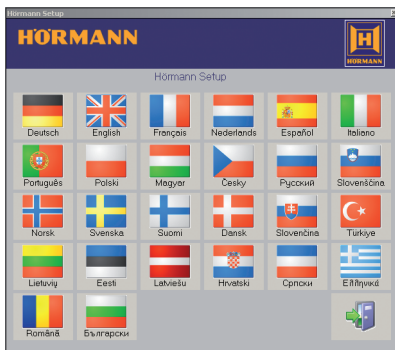 Hörmann Setup
HÖRMANN
HÖRMANN
Hörmann Setup
Deutsch English Français Nederlands Español Italiano
Português Polski Magyar Česky Русский Slovenščina
Norsk Svenska Suomi Dansk Slovenčina Türkiye
Lietuvių Eesti Latviešu Hrvatski Српски Ελληνικά
Română Български